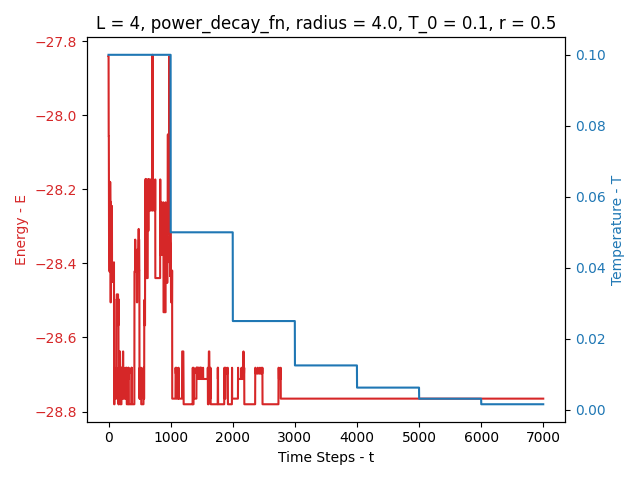 L = 4, power_decay_fn, radius = 4.0, T_0 = 0.1, r = 0.5
−27.8
−28.0
−28.2
−28.4
−28.6
−28.8
Energy - E
0.10
0.08
0.06
0.04
0.02
0.00
Temperature - T
0 1000 2000 3000 4000 5000 6000 7000
Time Steps - t